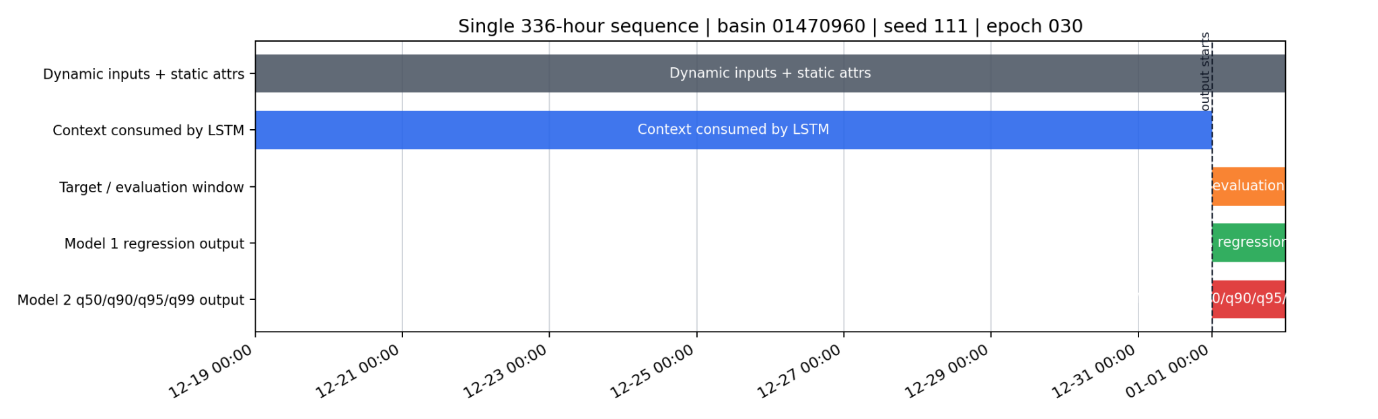 Single 336-hour sequence | basin 01470960 | seed 111 | epoch 030
output starts
Dynamic inputs + static attrs
Dynamic inputs + static attrs
Context consumed by LSTM
Context consumed by LSTM
Target / evaluation window
evaluation
Model 1 regression output
regression
Model 2 q50/q90/q95/q99 output
0/q90/q95/
12-19 00:00
12-21 00:00
12-23 00:00
12-25 00:00
12-27 00:00
12-29 00:00
12-31 00:00
01-01 00:00